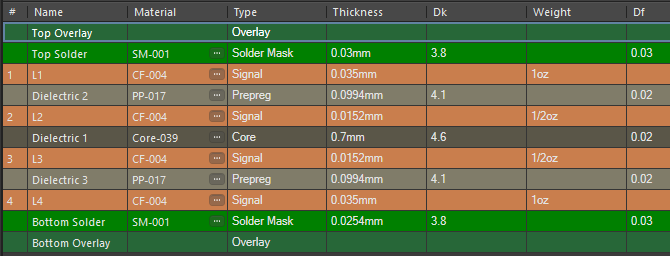 # Name Material Type Thickness Dk Weight Df
Top Overlay Overlay
Top Solder SM-001 ... Solder Mask 0.03mm 3.8 0.03
1 L1 CF-004 ... Signal 0.035mm 1oz
Dielectric 2 PP-017 ... Prepreg 0.0994mm 4.1 0.02
2 L2 CF-004 ... Signal 0.0152mm 1/2oz
Dielectric 1 Core-039 ... Core 0.7mm 4.6 0.02
3 L3 CF-004 ... Signal 0.0152mm 1/2oz
Dielectric 3 PP-017 ... Prepreg 0.0994mm 4.1 0.02
4 L4 CF-004 ... Signal 0.035mm 1oz
Bottom Solder SM-001 ... Solder Mask 0.0254mm 3.8 0.03
Bottom Overlay Overlay